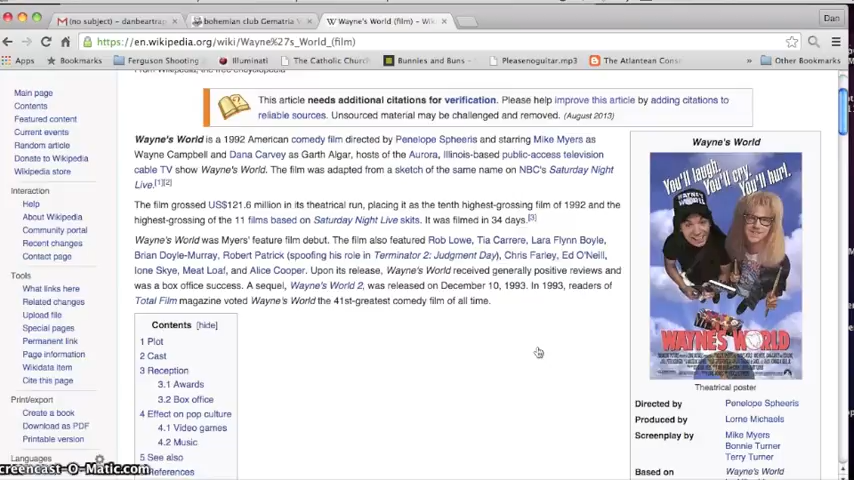 (no subject) – danbeartrap
bohemian club Gematria V
Wayne's World (film) – Wik
Dan
https://en.wikipedia.org/wiki/Wayne%27s_World_(film)
Apps Bookmarks Ferguson Shooting Illuminati The Catholic Church Bunnies and Buns Pleasenoguitar.mp3 The Atlantean Cons » Other Bookmarks
From Wikipedia, the free encyclopedia
This article needs additional citations for verification. Please help improve this article by adding citations to
reliable sources. Unsourced material may be challenged and removed. (August 2013)
Main page
Contents
Featured content
Current events
Random article
Donate to Wikipedia
Wikipedia store
Interaction
Help
About Wikipedia
Community portal
Recent changes
Contact page
Tools
What links here
Related changes
Upload file
Special pages
Permanent link
Page information
Wikidata item
Cite this page
Print/export
Create a book
Download as PDF
Printable version
Languages
Wayne's World is a 1992 American comedy film directed by Penelope Spheeris and starring Mike Myers as
Wayne Campbell and Dana Carvey as Garth Algar, hosts of the Aurora, Illinois-based public-access television
cable TV show Wayne's World. The film was adapted from a sketch of the same name on NBC's Saturday Night
Live.[1][2]
The film grossed US$121.6 million in its theatrical run, placing it as the tenth highest-grossing film of 1992 and the
highest-grossing of the 11 films based on Saturday Night Live skits. It was filmed in 34 days.[3]
Wayne's World was Myers' feature film debut. The film also featured Rob Lowe, Tia Carrere, Lara Flynn Boyle,
Brian Doyle-Murray, Robert Patrick (spoofing his role in Terminator 2: Judgment Day), Chris Farley, Ed O'Neill,
Ione Skye, Meat Loaf, and Alice Cooper. Upon its release, Wayne's World received generally positive reviews and
was a box office success. A sequel, Wayne's World 2, was released on December 10, 1993. In 1993, readers of
Total Film magazine voted Wayne's World the 41st-greatest comedy film of all time.
Contents [hide]
1 Plot
2 Cast
3 Reception
3.1 Awards
3.2 Box office
4 Effect on pop culture
4.1 Video games
4.2 Music
5 See also
References
Wayne's World
You'll laugh.
You'll cry.
You'll hurl.
WAYNE'S WORLD
Theatrical poster
Directed by Penelope Spheeris
Produced by Lorne Michaels
Screenplay by Mike Myers
Bonnie Turner
Terry Turner
Based on Wayne's World
creencast-O-Matic.com